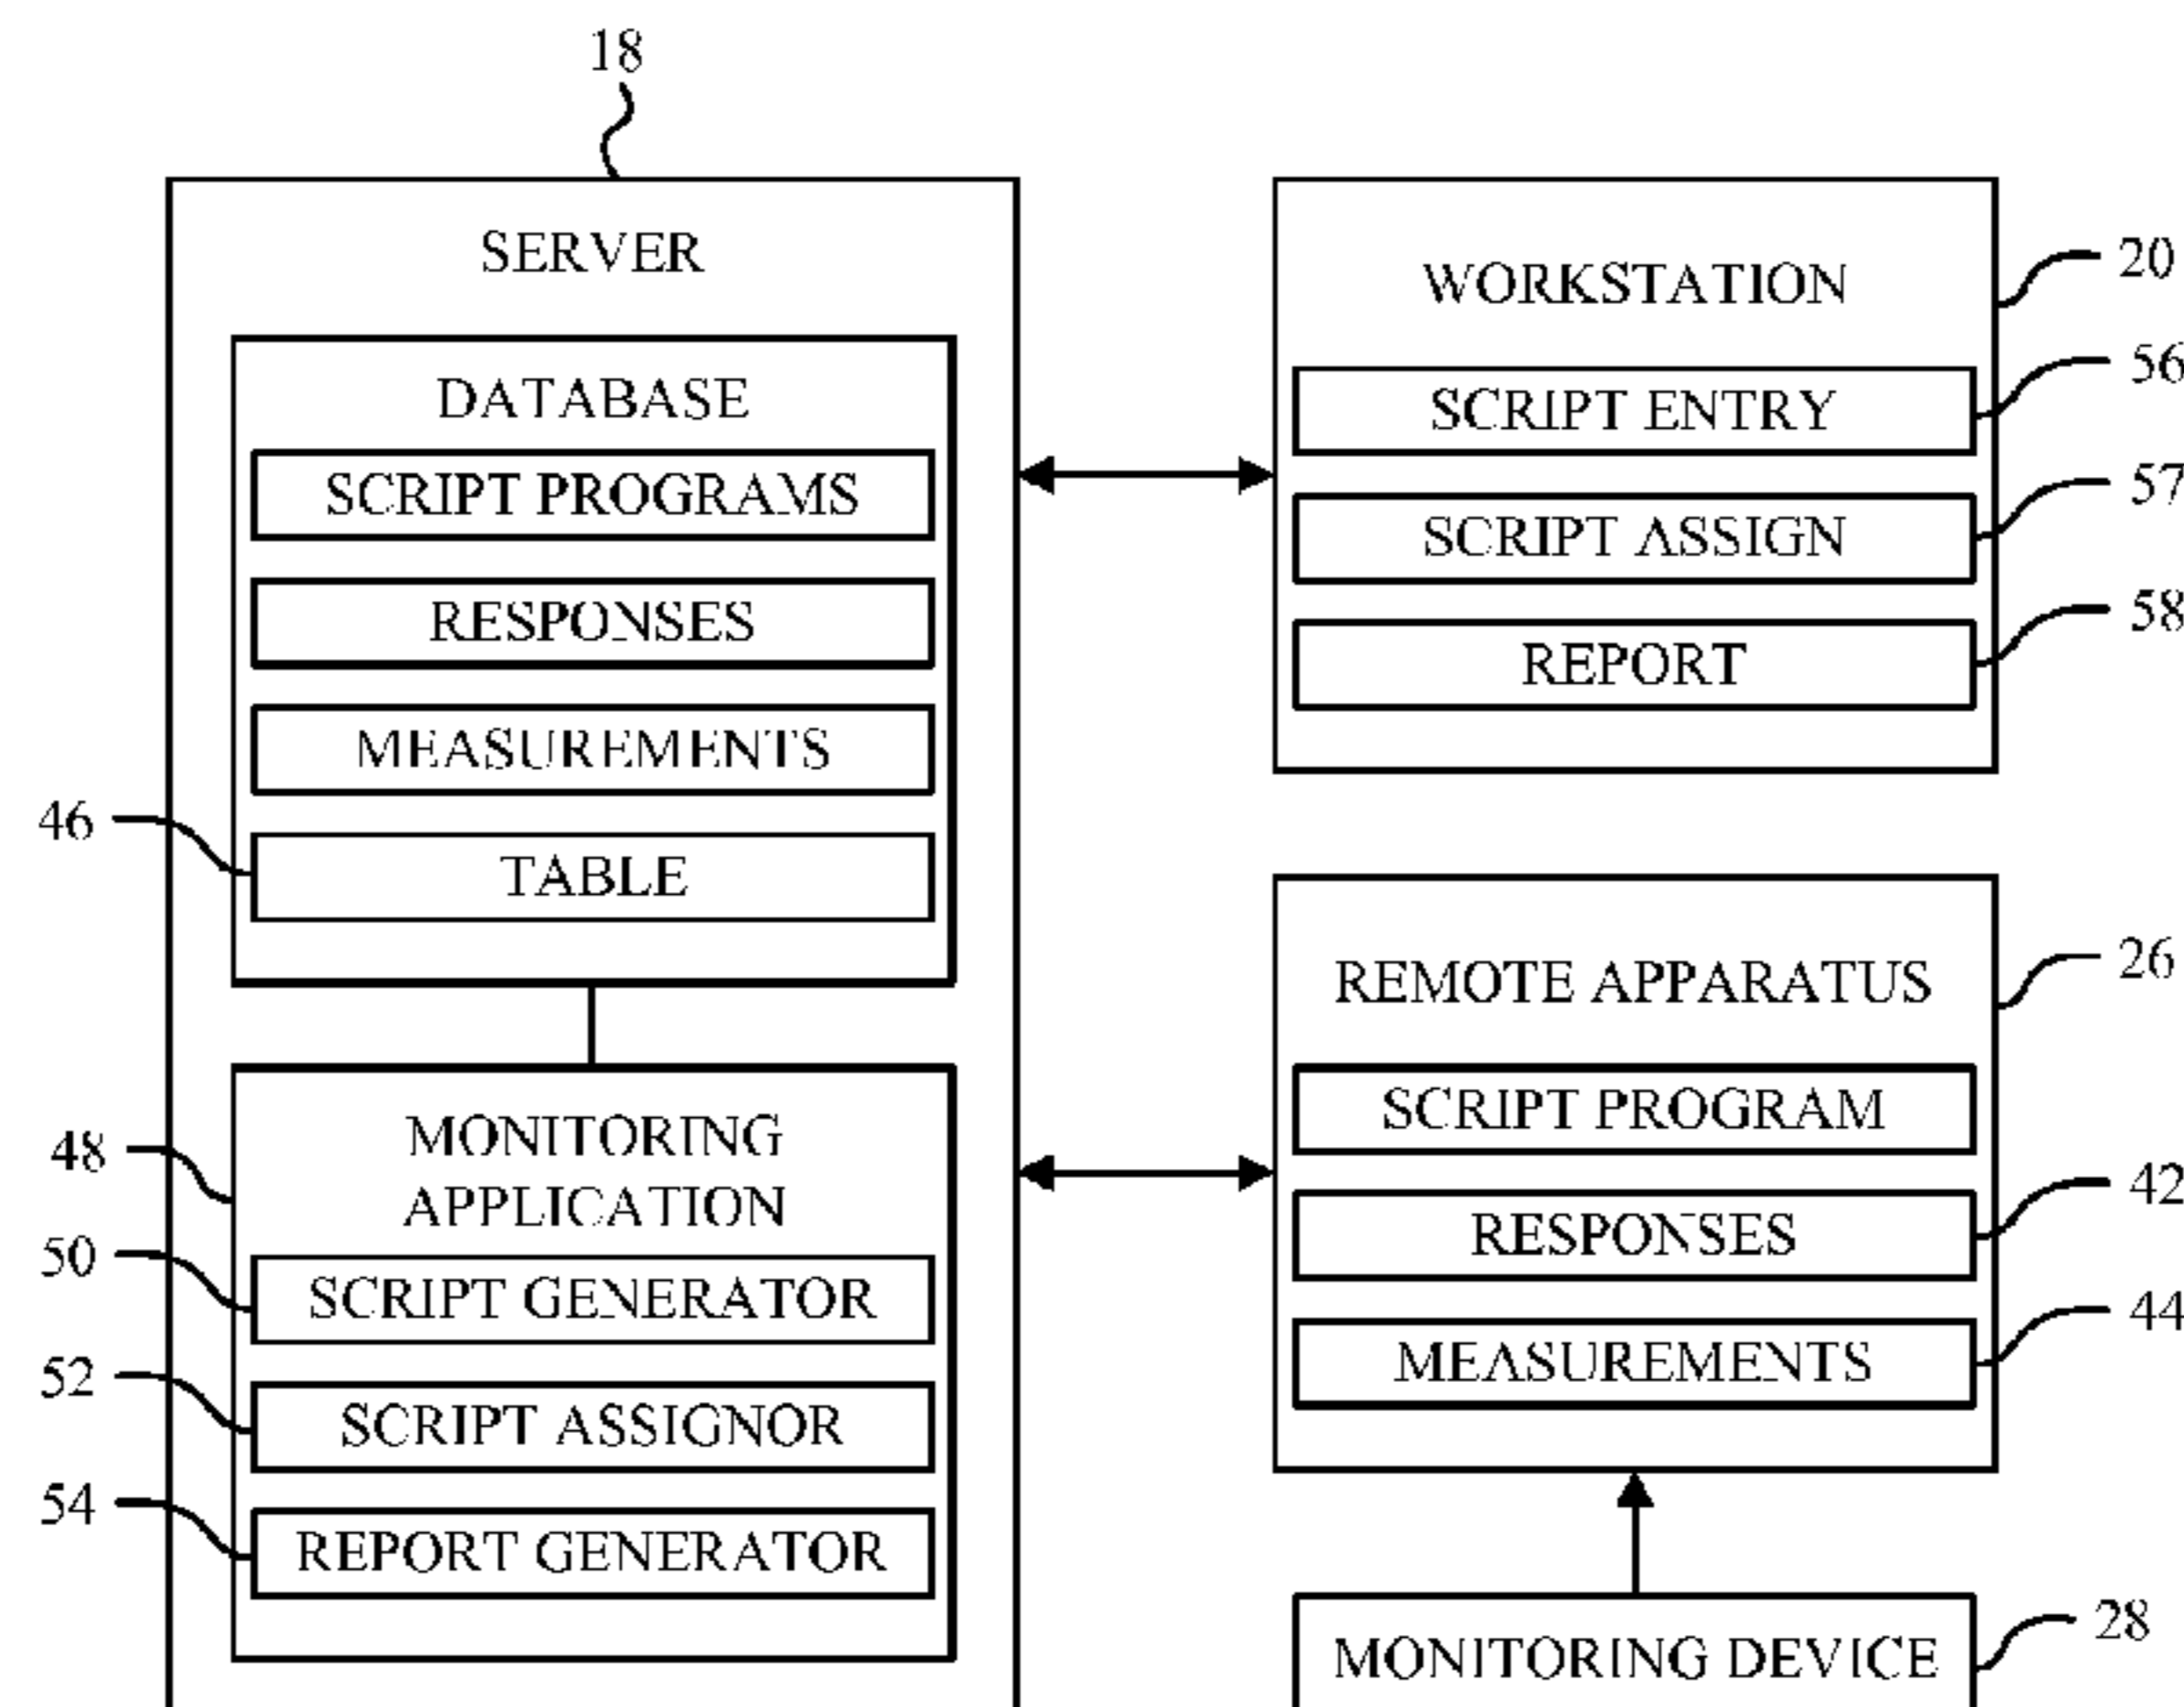 18
SERVER
DATABASE
SCRIPT PROGRAMS
RESPONSES
MEASUREMENTS
46
TABLE
48
MONITORING
APPLICATION
50
SCRIPT GENERATOR
52
SCRIPT ASSIGNOR
54
REPORT GENERATOR
WORKSTATION
20
SCRIPT ENTRY
56
SCRIPT ASSIGN
57
REPORT
58
REMOTE APPARATUS
26
SCRIPT PROGRAM
RESPONSES
42
MEASUREMENTS
44
MONITORING DEVICE
28